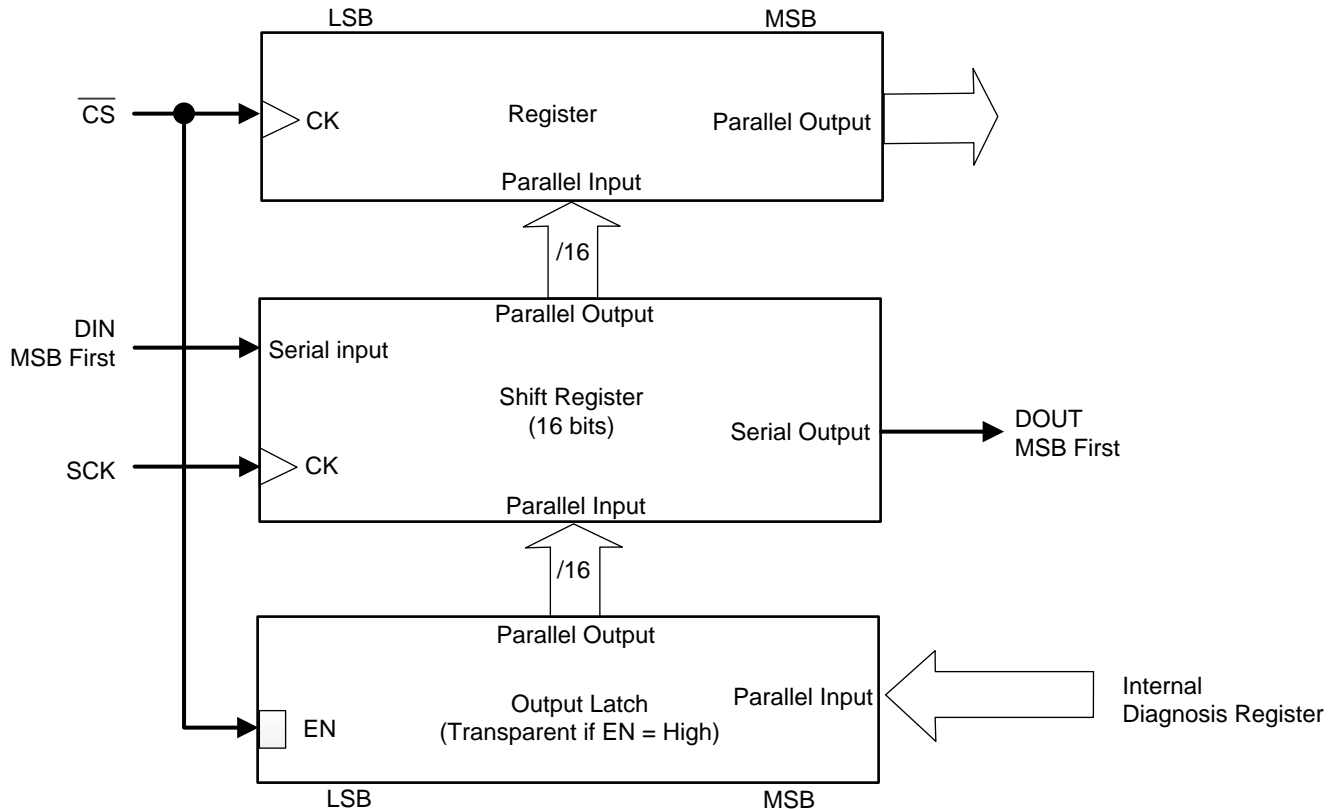 LSB
MSB
C̅S̅
CK
Register
Parallel Output
Parallel Input
/16
Parallel Output
DIN
MSB First
Serial input
Shift Register
(16 bits)
Serial Output
DOUT
MSB First
SCK
CK
Parallel Input
/16
Parallel Output
Parallel Input
Internal
Diagnosis Register
Output Latch
(Transparent if EN = High)
EN
LSB
MSB